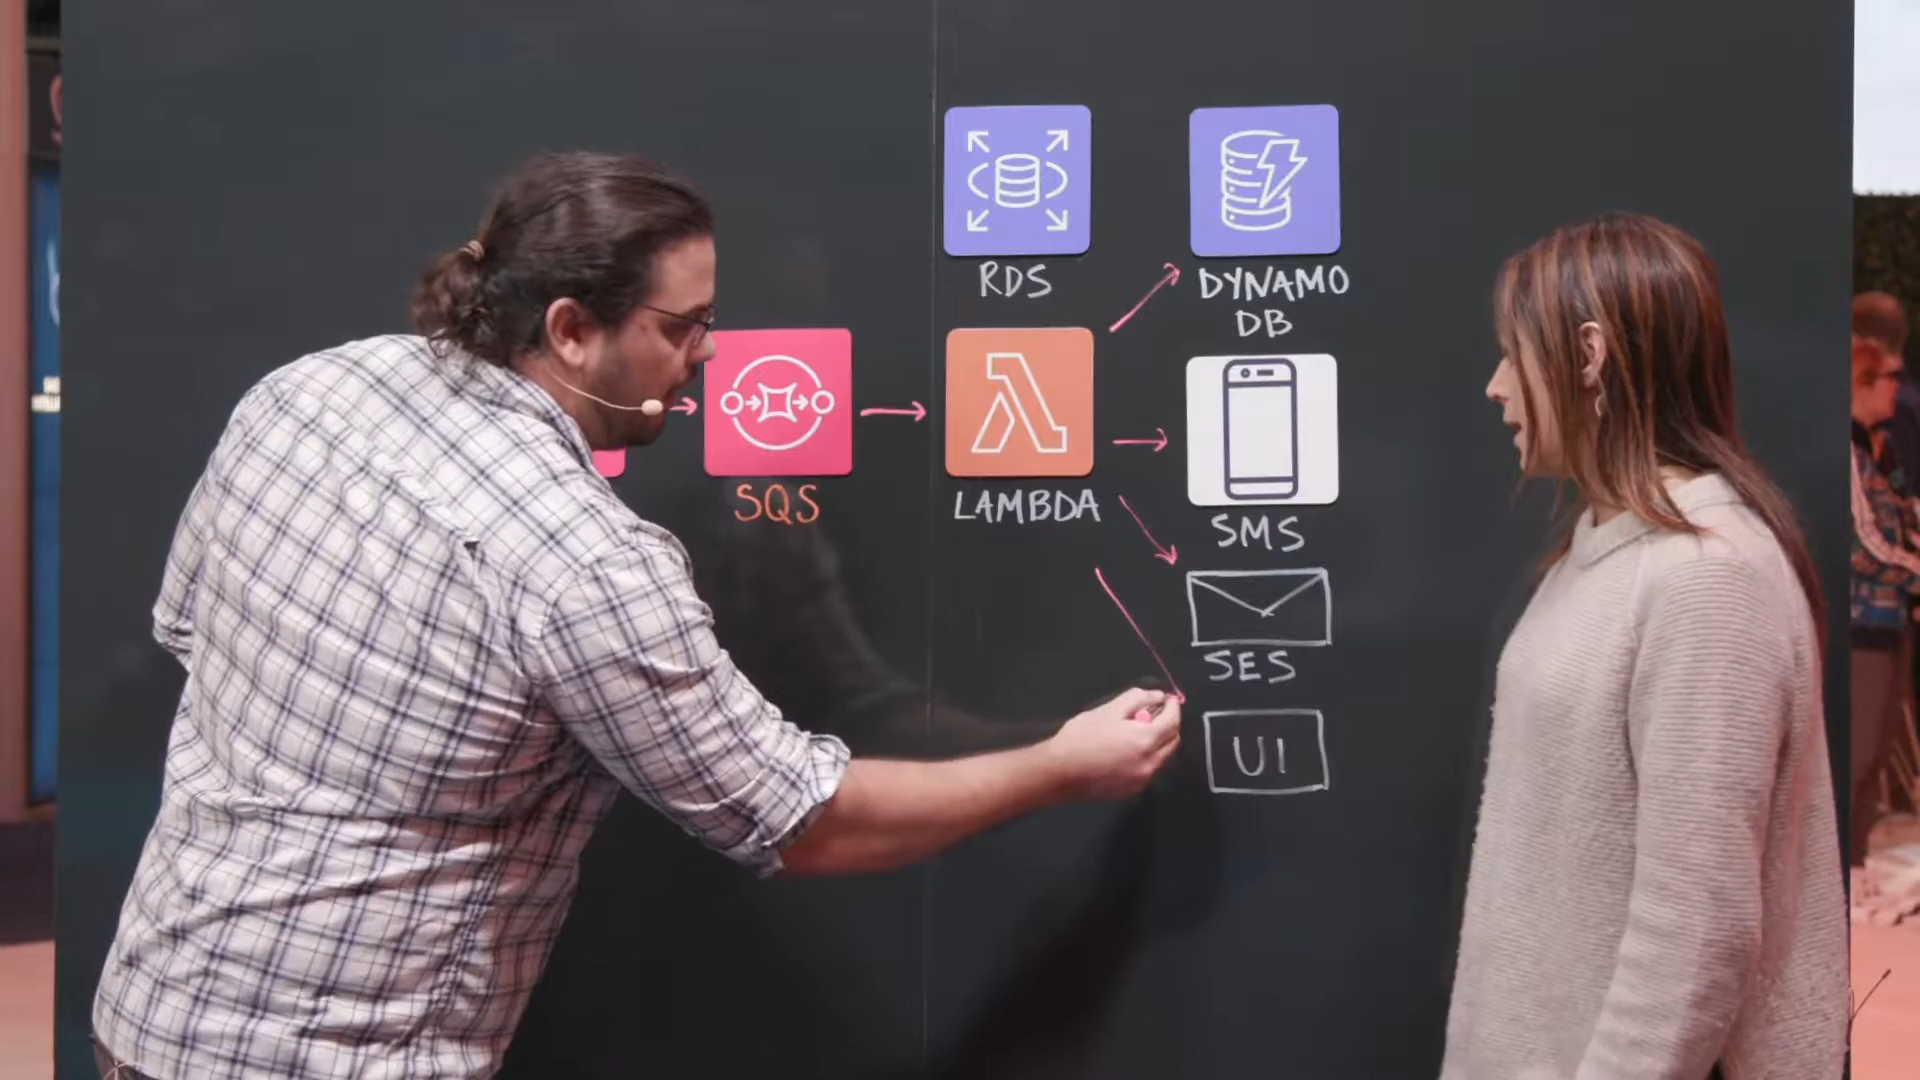 RDS
DYNAMO
DB
SQS
LAMBDA
SMS
SES
UI